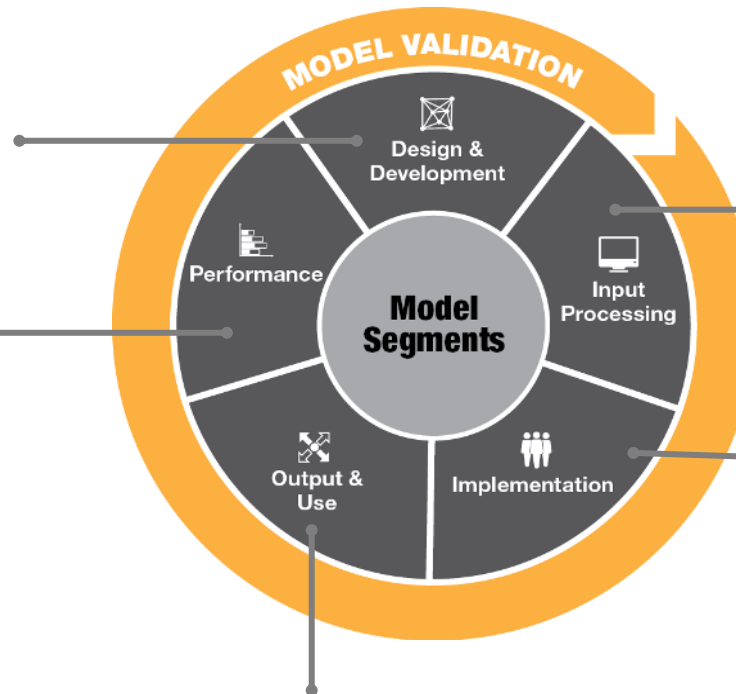 MODEL VALIDATION
Design &
Development
Performance
Input
Processing
Model
Segments
Output &
Use
Implementation